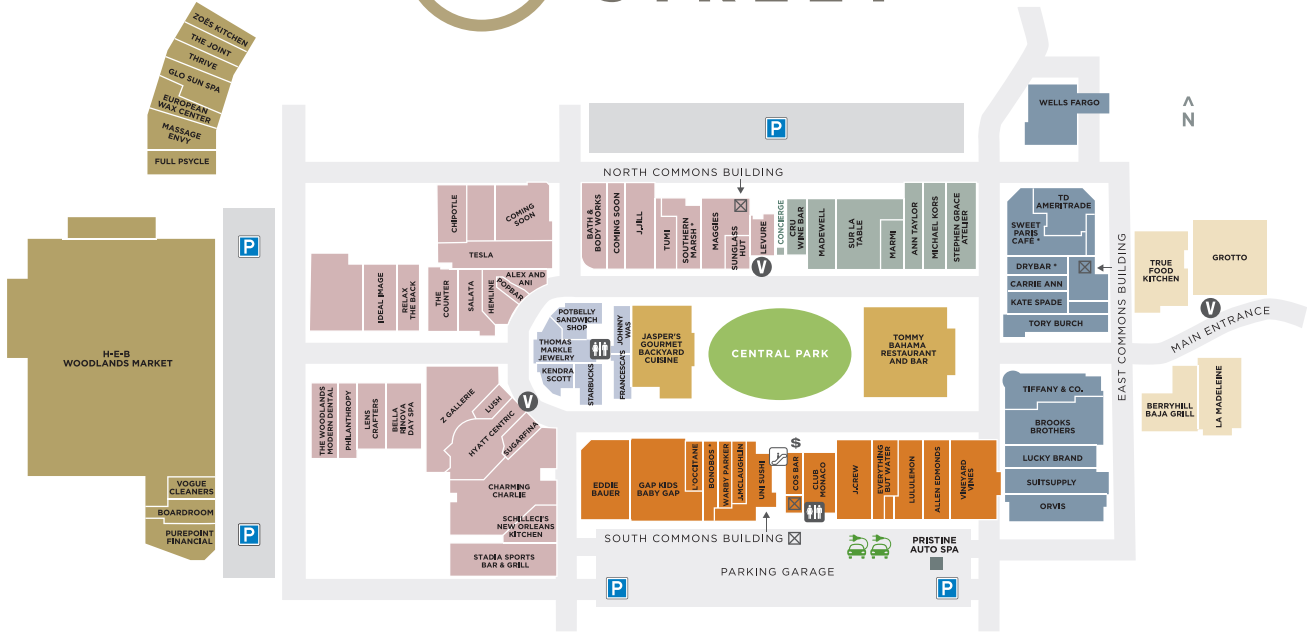 STREET
ZOËS KITCHEN
THE JOINT
THRIVE
GLO SUN SPA
EUROPEAN
WAX CENTER
MASSAGE
ENVY
FULL PSYCLE
P
H-E-B
WOODLANDS MARKET
VOGUE
CLEANERS
BOARDROOM
PUREPOINT
FINANCIAL
P
P
NORTH COMMONS BUILDING
CHIPOTLE
COMING
SOON
TESLA
IDEAL IMAGE
RELAX
THE BACK
THE
COUNTER
SALATA
HEMLINE
POPBAR
ALEX AND
ANI
BATH &
BODY WORKS
COMING SOON
J.JILL
TUMI
SOUTHERN
MARSH *
MAGGIES
SUNGLASS
HUT
LEVURE
V
CONCIERGE
CRU
WINE BAR
MADEWELL
SUR LA
TABLE
MARMI
ANN TAYLOR
MICHAEL KORS
STEPHEN GRACE
ATELIER
WELLS FARGO
^
N
TD
AMERITRADE
SWEET
PARIS
CAFÉ *
DRYBAR *
CARRIE ANN
KATE SPADE
TORY BURCH
EAST COMMONS BUILDING
TRUE
FOOD
KITCHEN
GROTTO
V
MAIN ENTRANCE
BERRYHILL
BAJA GRILL
LA MADELEINE
POTBELLY
SANDWICH
SHOP
THOMAS
MARKLE
JEWELRY
KENDRA
SCOTT
STARBUCKS
JOHNNY
WAS
FRANCESCA'S
JASPER'S
GOURMET
BACKYARD
CUISINE
CENTRAL PARK
TOMMY
BAHAMA
RESTAURANT
AND BAR
THE WOODLANDS
MODERN DENTAL
PHILANTHROPY
LENS
CRAFTERS
BELLA
RINOVA
DAY SPA
Z GALLERIE
LUSH
HYATT CENTRIC
SUGARFINA
V
CHARMING
CHARLIE
SCHILLECI'S
NEW ORLEANS
KITCHEN
STADIA SPORTS
BAR & GRILL
EDDIE
BAUER
GAP KIDS
BABY GAP
L'OCCITANE
BONOBOS *
WARBY PARKER
J.MCLAUGHLIN
UNI SUSHI
$
COS BAR
CLUB
MONACO
J.CREW
EVERYTHING
BUT WATER
LULULEMON
ALLEN EDMONDS
VINEYARD
VINES
TIFFANY & CO.
BROOKS
BROTHERS
LUCKY BRAND
SUITSUPPLY
ORVIS
SOUTH COMMONS BUILDING
PRISTINE
AUTO SPA
PARKING GARAGE
P
P